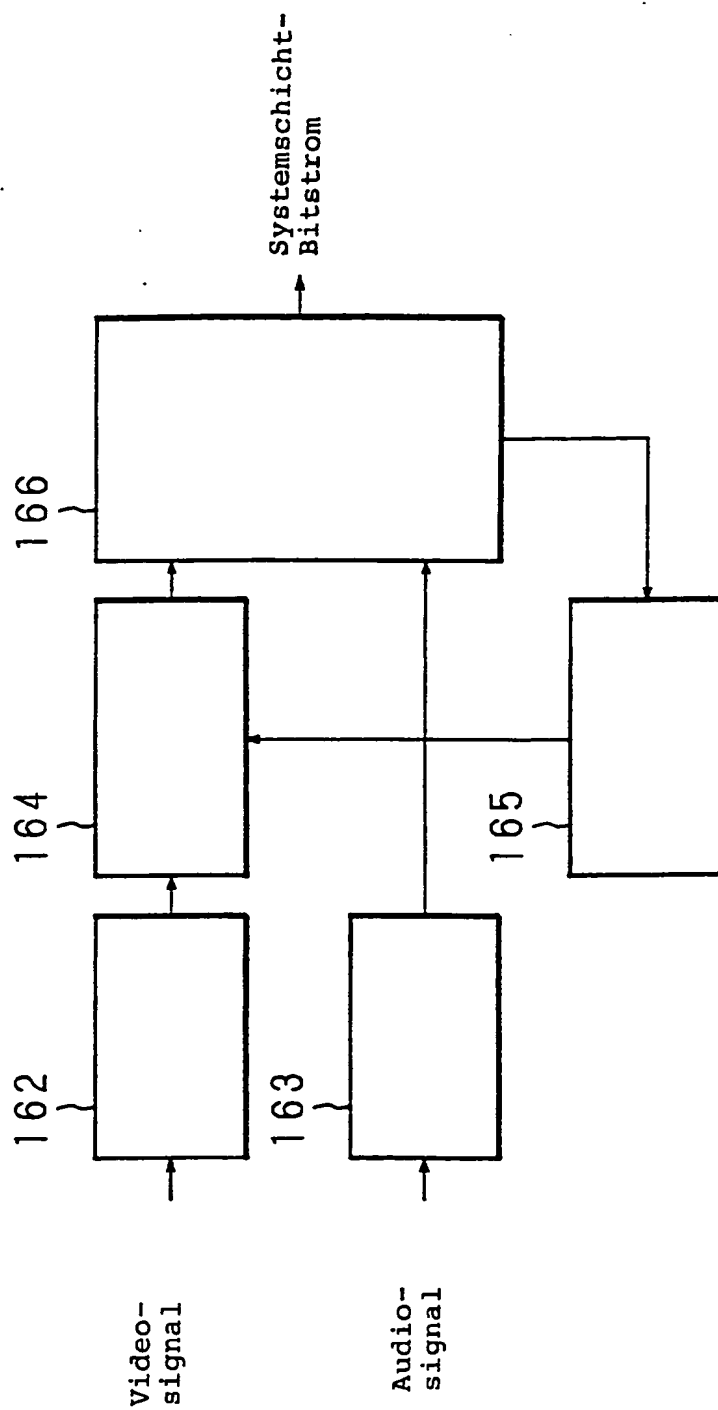 Video-
signal
Audio-
signal
162
163
164
165
166
Systemschicht-
Bitstrom